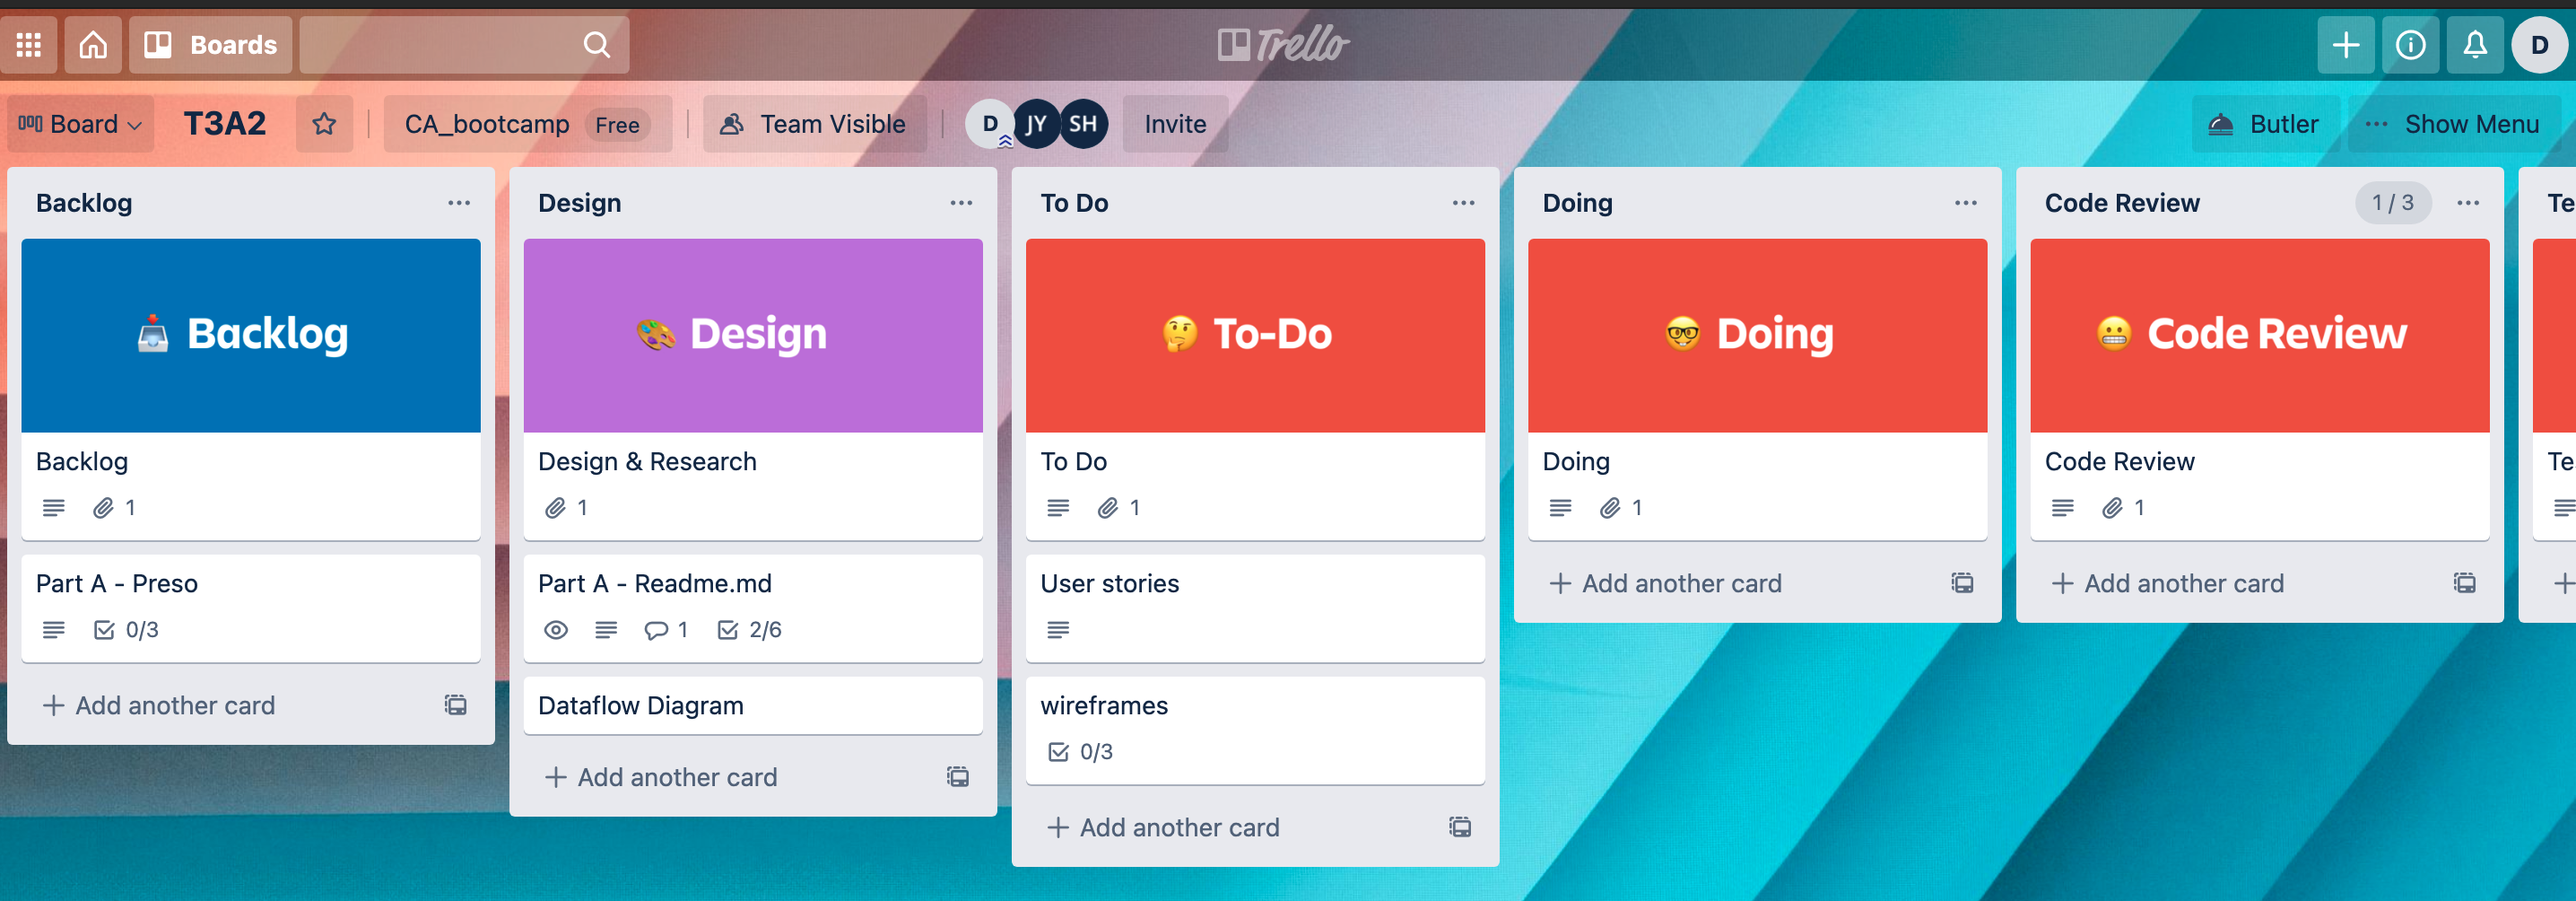 Boards
Trello
D
Board
T3A2
CA_bootcamp Free
Team Visible
D JY SH
Invite
Butler
... Show Menu
Backlog
Backlog
Backlog
1
Part A - Preso
0/3
+ Add another card
Design
Design
Design & Research
1
Part A - Readme.md
1 2/6
Dataflow Diagram
+ Add another card
To Do
To-Do
To Do
1
User stories
wireframes
0/3
+ Add another card
Doing
Doing
Doing
1
+ Add another card
Code Review 1 / 3
Code Review
Code Review
1
+ Add another card
Te
Te